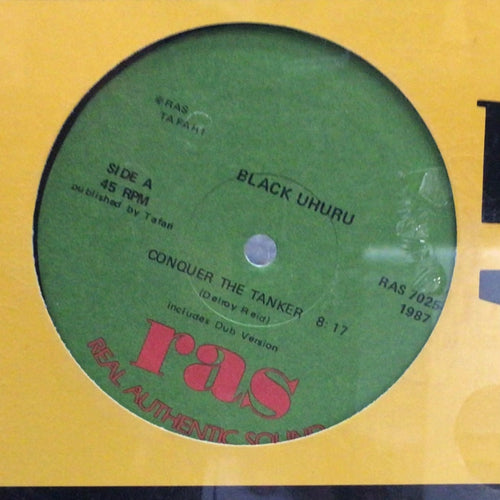 ©RAS
TAFARI
SIDE A
45 RPM
published by Tafari
BLACK UHURU
CONQUER THE TANKER 8:17
(Delroy Reid)
includes Dub Version
RAS 7025
1987
ras
REAL AUTHENTIC SOUND